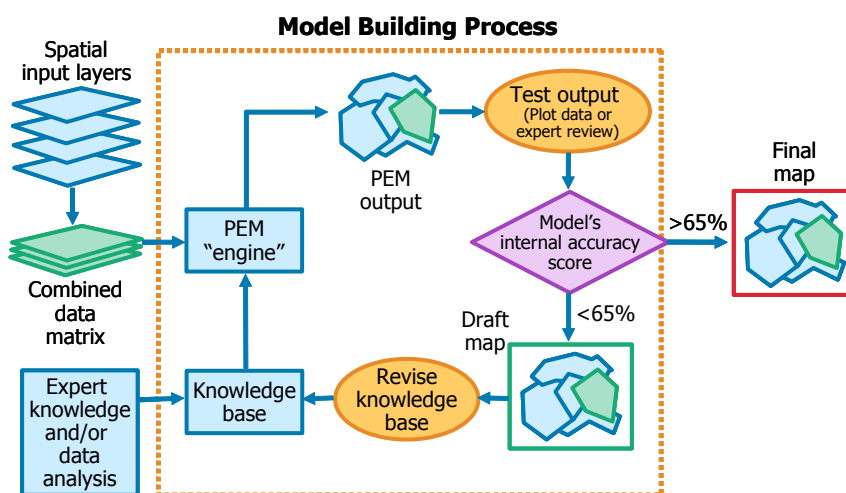 Model Building Process
Spatial
input layers
Combined
data
matrix
Expert
knowledge
and/or
data
analysis
PEM
“engine”
Knowledge
base
PEM
output
Test output
(Plot data or
expert review)
Model’s
internal accuracy
score
>65%
Final
map
<65%
Draft
map
Revise
knowledge
base